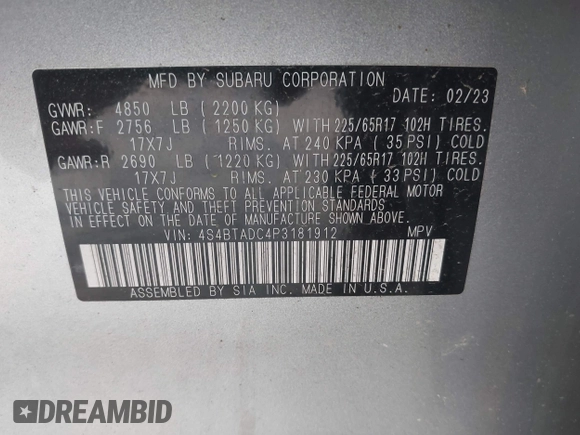 MFD BY SUBARU CORPORATION
DATE: 02/23
GVWR: 4850 LB (2200 KG)
GAWR:F 2756 LB (1250 KG) WITH 225/65R17 102H TIRES.
17X7J RIMS. AT 240 KPA (35 PSI) COLD
GAWR:R 2690 LB (1220 KG) WITH 225/65R17 102H TIRES.
17X7J RIMS. AT 230 KPA (33 PSI) COLD
THIS VEHICLE CONFORMS TO ALL APPLICABLE FEDERAL MOTOR
VEHICLE SAFETY AND THEFT PREVENTION STANDARDS
IN EFFECT ON THE DATE OF MANUFACTURE SHOWN ABOVE.
VIN: 4S4BTADC4P3181912 MPV
ASSEMBLED BY SIA INC. MADE IN U.S.A.
DREAMBID